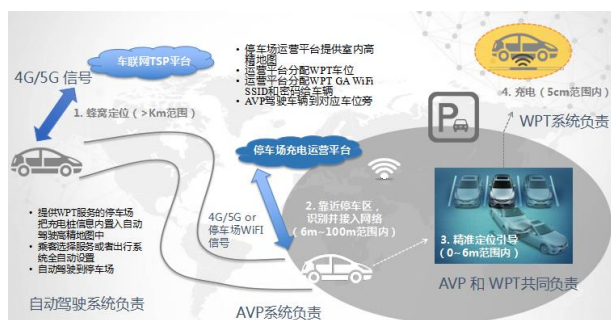 车联网TSP平台
4G/5G 信号
1. 蜂窝定位（>Km范围）
• 停车场运营平台提供室内高
精地图
• 运营平台分配WPT车位
• 运营平台分配WPT GA WiFi
SSID和密码给车辆
• AVP驾驶车辆到对应车位旁
4. 充电（5cm范围内）
WPT系统负责
停车场充电运营平台
• 提供WPT服务的停车场
把充电桩信息内置入自动
驾驶高精地图中
• 乘客选择服务或者出行系
统全自动设置
• 自动驾驶到停车场
自动驾驶系统负责
4G/5G or
停车场WiFI
信号
AVP系统负责
2. 靠近停车区，
识别并接入网络
（6m~100m范围内）
P
3. 精准定位引导
（0~6m范围内）
AVP 和 WPT共同负责